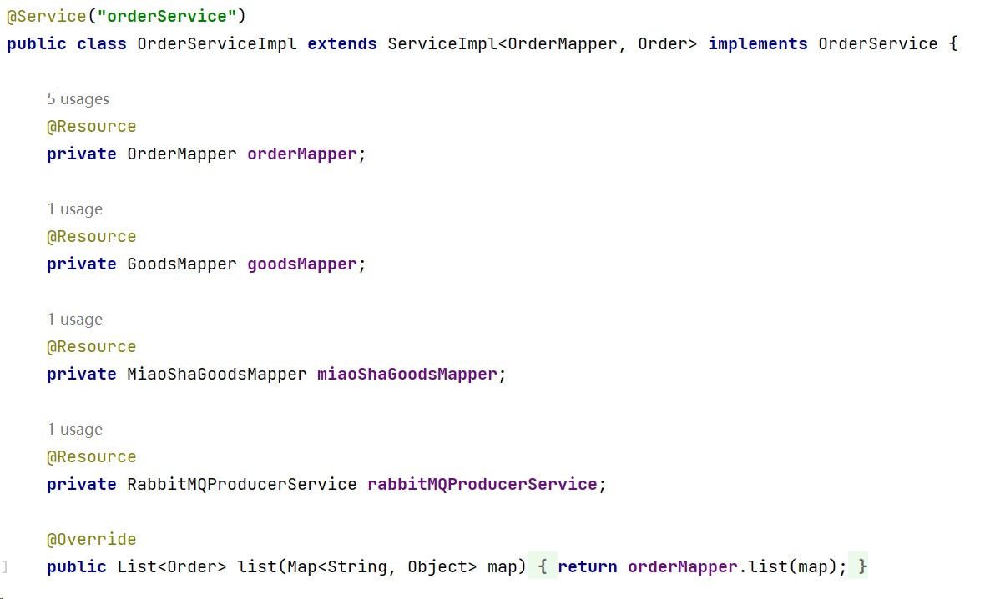 @Service("orderService")
public class OrderServiceImpl extends ServiceImpl<OrderMapper, Order> implements OrderService {
5 usages
@Resource
private OrderMapper orderMapper;
1 usage
@Resource
private GoodsMapper goodsMapper;
1 usage
@Resource
private MiaoShaGoodsMapper miaoShaGoodsMapper;
1 usage
@Resource
private RabbitMQProducerService rabbitMQProducerService;
@Override
public List<Order> list(Map<String, Object> map) { return orderMapper.list(map); }